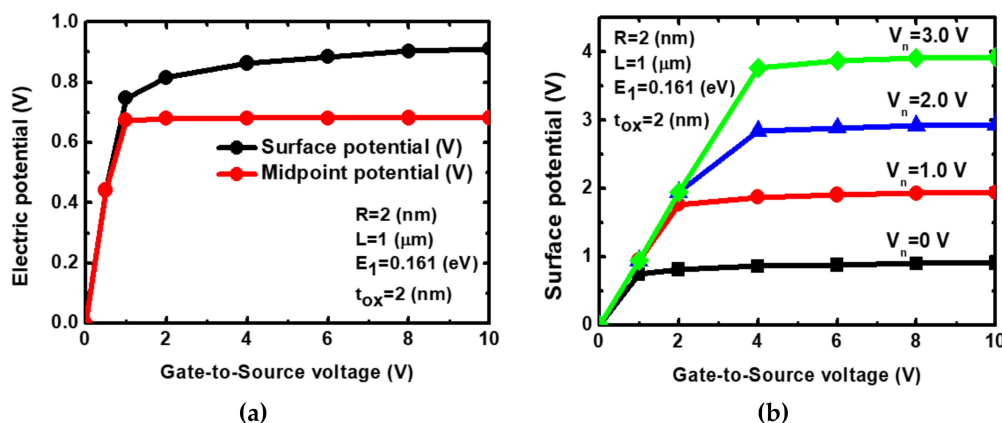 1.0
0.8
0.6
0.4
0.2
0.0
Electric potential (V)
Surface potential (V)
Midpoint potential (V)
R=2 (nm)
L=1 (μm)
E1=0.161 (eV)
tox=2 (nm)
0 2 4 6 8 10
Gate-to-Source voltage (V)
(a)
4
3
2
1
0
Surface potential (V)
R=2 (nm)
L=1 (μm)
E1=0.161 (eV)
tox=2 (nm)
Vn=3.0 V
Vn=2.0 V
Vn=1.0 V
Vn=0 V
0 2 4 6 8 10
Gate-to-Source voltage (V)
(b)